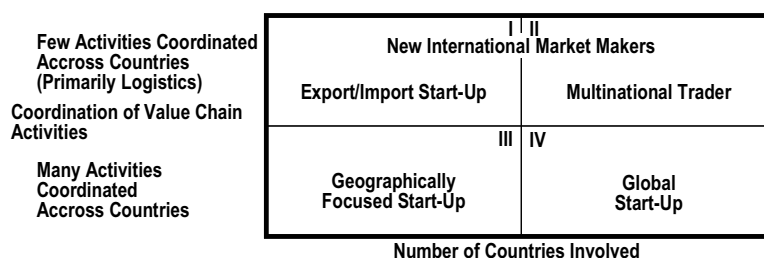 Few Activities Coordinated
Accross Countries
(Primarily Logistics)
Coordination of Value Chain
Activities
Many Activities
Coordinated
Accross Countries
I II
New International Market Makers
Export/Import Start-Up
Multinational Trader
III IV
Geographically
Focused Start-Up
Global
Start-Up
Number of Countries Involved